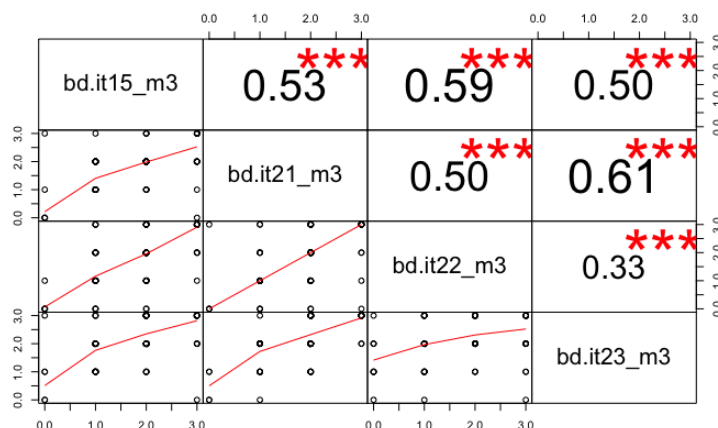 0.0 1.0 2.0 3.0 0.0 1.0 2.0 3.0
bd.it15_m3 0.53 *** 0.59 *** 0.50 *** 0.0 1.0 2.0 3.0
0.0 1.0 2.0 3.0 bd.it21_m3 0.50 *** 0.61 ***
bd.it22_m3 0.33 *** 0.0 1.0 2.0 3.0
0.0 1.0 2.0 3.0 bd.it23_m3
0.0 1.0 2.0 3.0 0.0 1.0 2.0 3.0